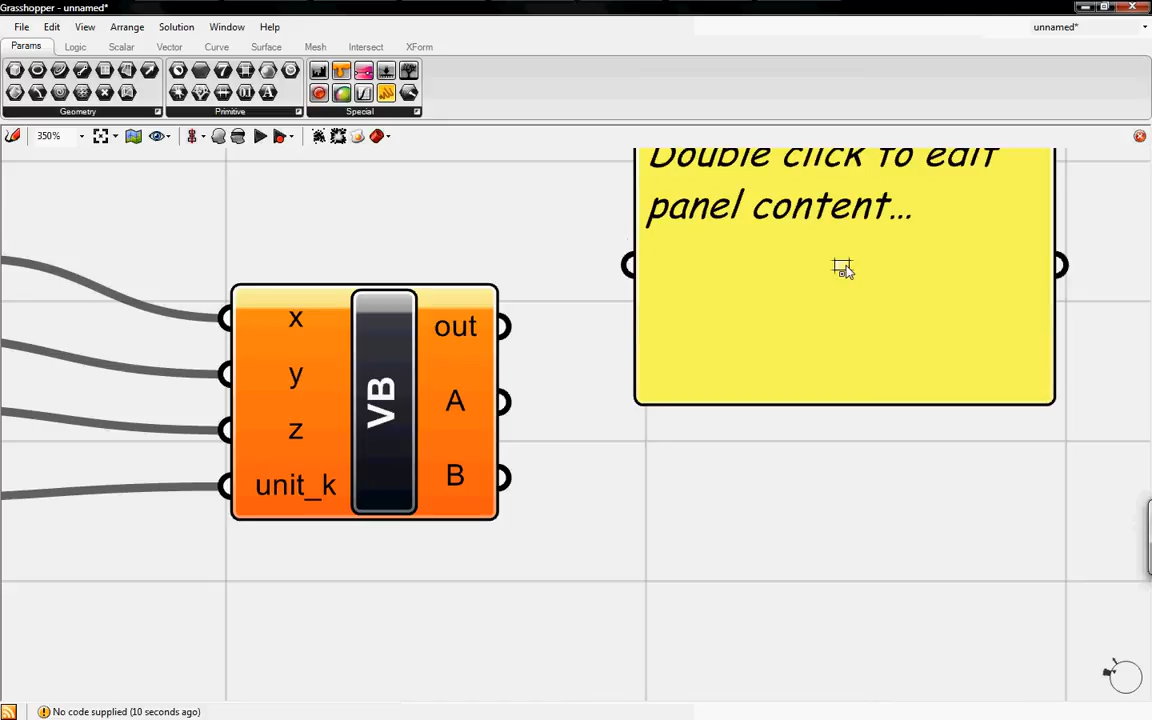 Grasshopper - unnamed*
File Edit View Arrange Solution Window Help
unnamed*
Params Logic Scalar Vector Curve Surface Mesh Intersect XForm
Geometry Primitive Special
350%
Double click to edit
panel content...
x
y
z
unit_k
VB
out
A
B
No code supplied (10 seconds ago)